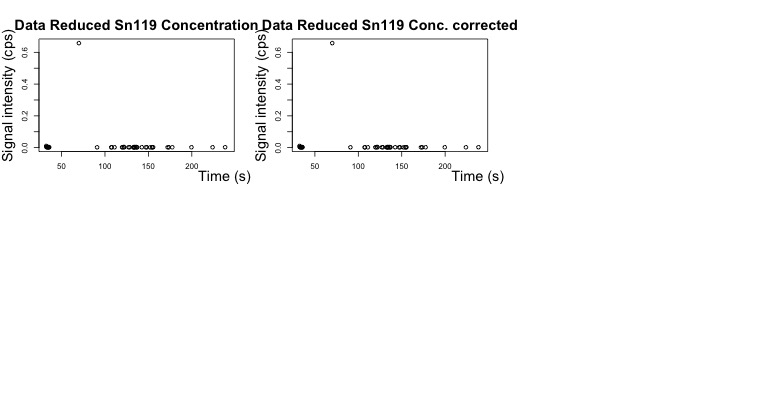 Data Reduced Sn119 Concentration
Signal intensity (cps)
0.0 0.2 0.4 0.6
50 100 150 200
Time (s)
Data Reduced Sn119 Conc. corrected
Signal intensity (cps)
0.0 0.2 0.4 0.6
50 100 150 200
Time (s)